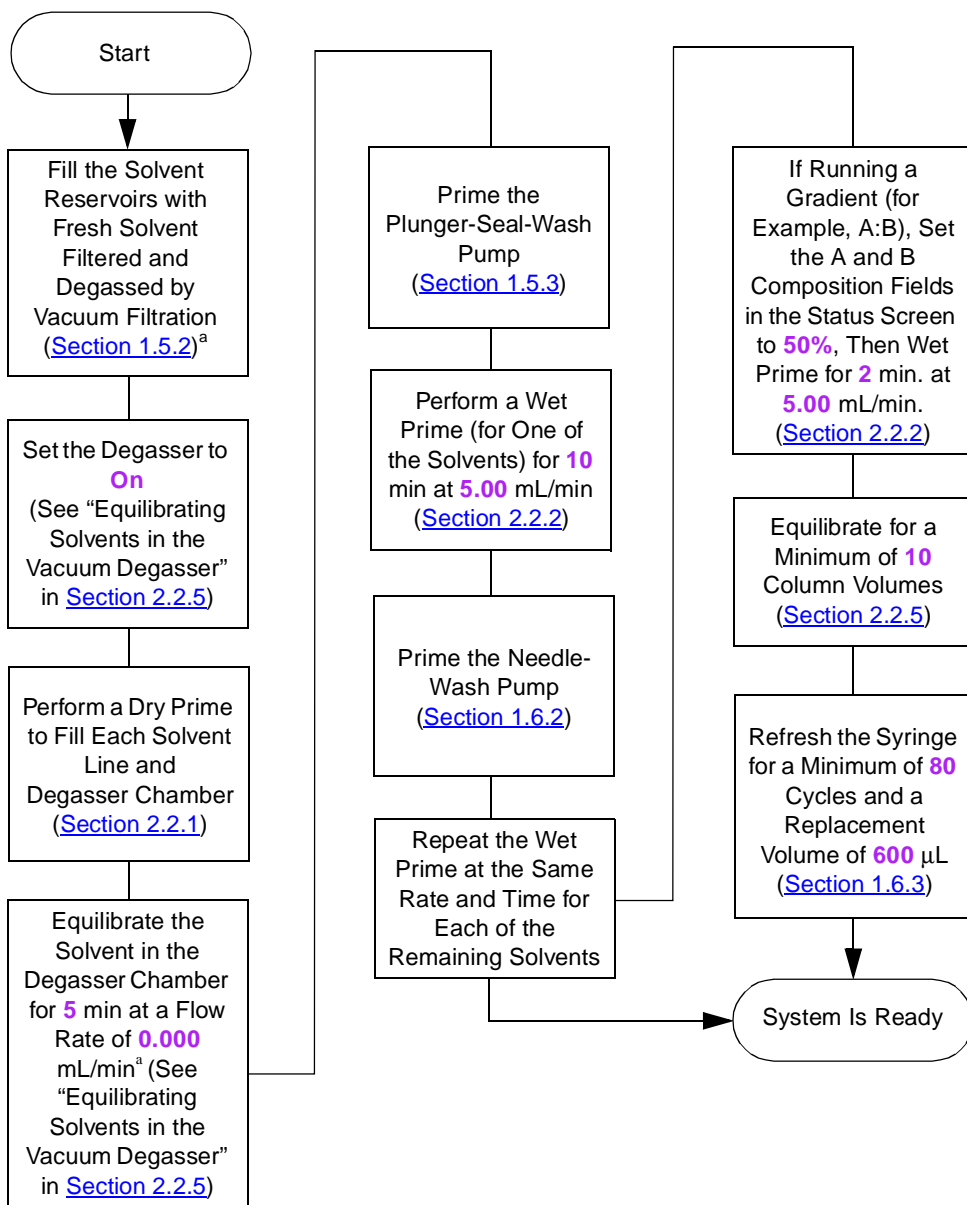 Start
Fill the Solvent
Reservoirs with
Fresh Solvent
Filtered and
Degassed by
Vacuum Filtration
(Section 1.5.2)a
Set the Degasser to
On
(See “Equilibrating
Solvents in the
Vacuum Degasser”
in Section 2.2.5)
Perform a Dry Prime
to Fill Each Solvent
Line and
Degasser Chamber
(Section 2.2.1)
Equilibrate the
Solvent in the
Degasser Chamber
for 5 min at a Flow
Rate of 0.000
mL/mina (See
“Equilibrating
Solvents in the
Vacuum Degasser”
in Section 2.2.5)
Prime the
Plunger-Seal-Wash
Pump
(Section 1.5.3)
Perform a Wet
Prime (for One of
the Solvents) for 10
min at 5.00 mL/min
(Section 2.2.2)
Prime the Needle-
Wash Pump
(Section 1.6.2)
Repeat the Wet
Prime at the Same
Rate and Time for
Each of the
Remaining Solvents
If Running a
Gradient (for
Example, A:B), Set
the A and B
Composition Fields
in the Status Screen
to 50%, Then Wet
Prime for 2 min. at
5.00 mL/min.
(Section 2.2.2)
Equilibrate for a
Minimum of 10
Column Volumes
(Section 2.2.5)
Refresh the Syringe
for a Minimum of 80
Cycles and a
Replacement
Volume of 600 µL
(Section 1.6.3)
System Is Ready